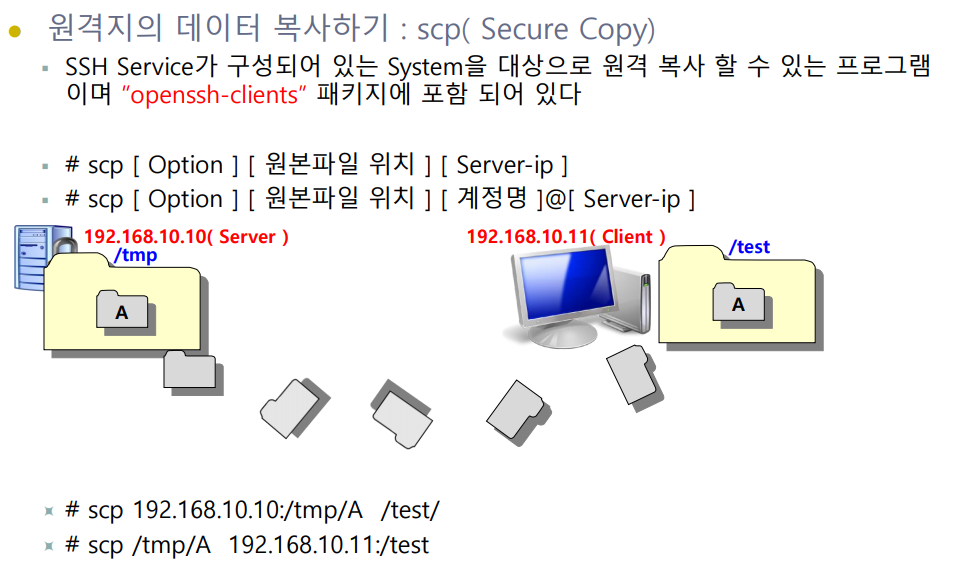 원격지의 데이터 복사하기 : scp( Secure Copy)
SSH Service가 구성되어 있는 System을 대상으로 원격 복사 할 수 있는 프로그램
이며 “openssh-clients“ 패키지에 포함 되어 있다
# scp [ Option ] [ 원본파일 위치 ] [ Server-ip ]
# scp [ Option ] [ 원본파일 위치 ] [ 계정명 ]@[ Server-ip ]
192.168.10.10( Server )
/tmp
A
192.168.10.11( Client )
/test
A
# scp 192.168.10.10:/tmp/A /test/
# scp /tmp/A 192.168.10.11:/test